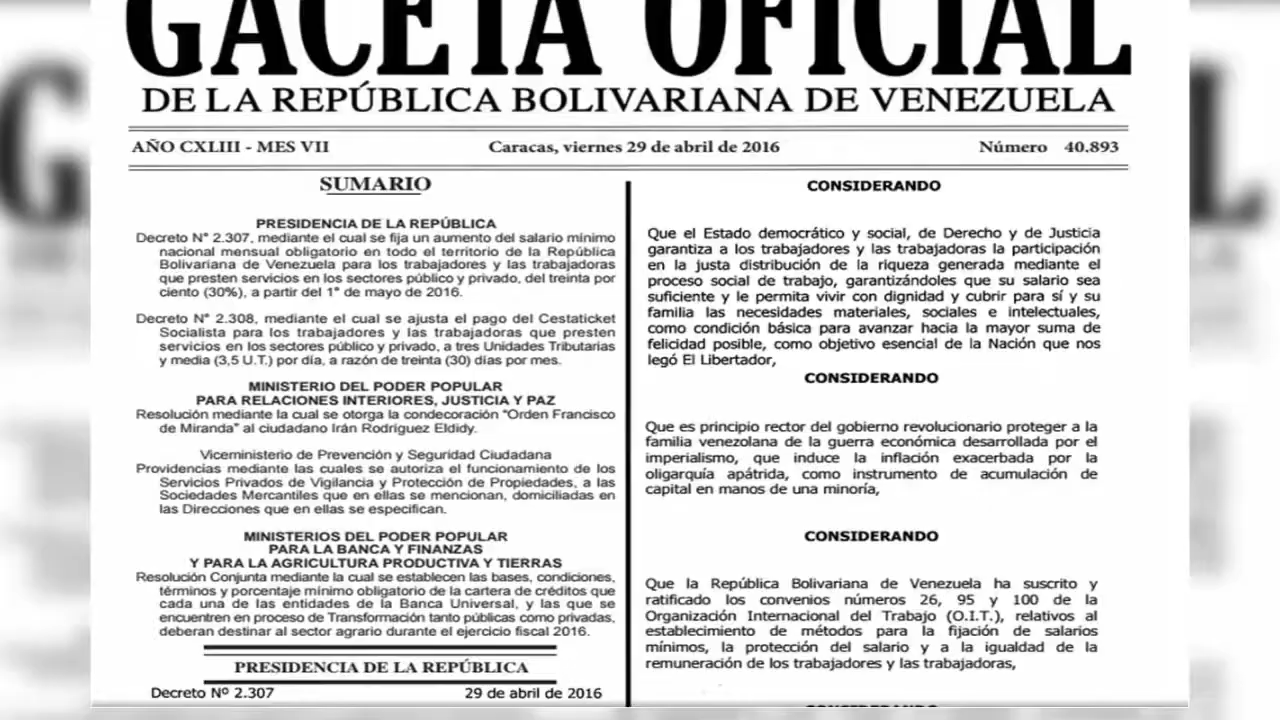 GACETA OFICIAL
DE LA REPÚBLICA BOLIVARIANA DE VENEZUELA
AÑO CXLIII - MES VII Caracas, viernes 29 de abril de 2016 Número 40.893
SUMARIO
PRESIDENCIA DE LA REPÚBLICA
Decreto N° 2.307, mediante el cual se fija un aumento del salario mínimo
nacional mensual obligatorio en todo el territorio de la República
Bolivariana de Venezuela para los trabajadores y las trabajadoras
que presten servicios en los sectores público y privado, del treinta por
ciento (30%), a partir del 1° de mayo de 2016.
Decreto N° 2.308, mediante el cual se ajusta el pago del Cestaticket
Socialista para los trabajadores y las trabajadoras que presten
servicios en los sectores público y privado, a tres Unidades Tributarias
y media (3,5 U.T.) por día, a razón de treinta (30) días por mes.
MINISTERIO DEL PODER POPULAR
PARA RELACIONES INTERIORES, JUSTICIA Y PAZ
Resolución mediante la cual se otorga la condecoración "Orden Francisco
de Miranda" al ciudadano Irán Rodríguez Eldidy.
Viceministerio de Prevención y Seguridad Ciudadana
Providencias mediante las cuales se autoriza el funcionamiento de los
Servicios Privados de Vigilancia y Protección de Propiedades, a las
Sociedades Mercantiles que en ellas se mencionan, domiciliadas en
las Direcciones que en ellas se especifican.
MINISTERIOS DEL PODER POPULAR
PARA LA BANCA Y FINANZAS
Y PARA LA AGRICULTURA PRODUCTIVA Y TIERRAS
Resolución Conjunta mediante la cual se establecen las bases, condiciones,
términos y porcentaje mínimo obligatorio de la cartera de créditos que
cada una de las entidades de la Banca Universal, y las que se
encuentren en proceso de Transformación tanto públicas como privadas,
deberan destinar al sector agrario durante el ejercicio fiscal 2016.
PRESIDENCIA DE LA REPÚBLICA
Decreto Nº 2.307 29 de abril de 2016
CONSIDERANDO
Que el Estado democrático y social, de Derecho y de Justicia
garantiza a los trabajadores y las trabajadoras la participación
en la justa distribución de la riqueza generada mediante el
proceso social de trabajo, garantizándoles que su salario sea
suficiente y le permita vivir con dignidad y cubrir para sí y su
familia las necesidades materiales, sociales e intelectuales,
como condición básica para avanzar hacia la mayor suma de
felicidad posible, como objetivo esencial de la Nación que nos
legó El Libertador,
CONSIDERANDO
Que es principio rector del gobierno revolucionario proteger a la
familia venezolana de la guerra económica desarrollada por el
imperialismo, que induce la inflación exacerbada por la
oligarquía apátrida, como instrumento de acumulación de
capital en manos de una minoría,
CONSIDERANDO
Que la República Bolivariana de Venezuela ha suscrito y
ratificado los convenios números 26, 95 y 100 de la
Organización Internacional del Trabajo (O.I.T.), relativos al
establecimiento de métodos para la fijación de salarios
mínimos, la protección del salario y a la igualdad de la
remuneración de los trabajadores y las trabajadoras,
CONSIDERANDO